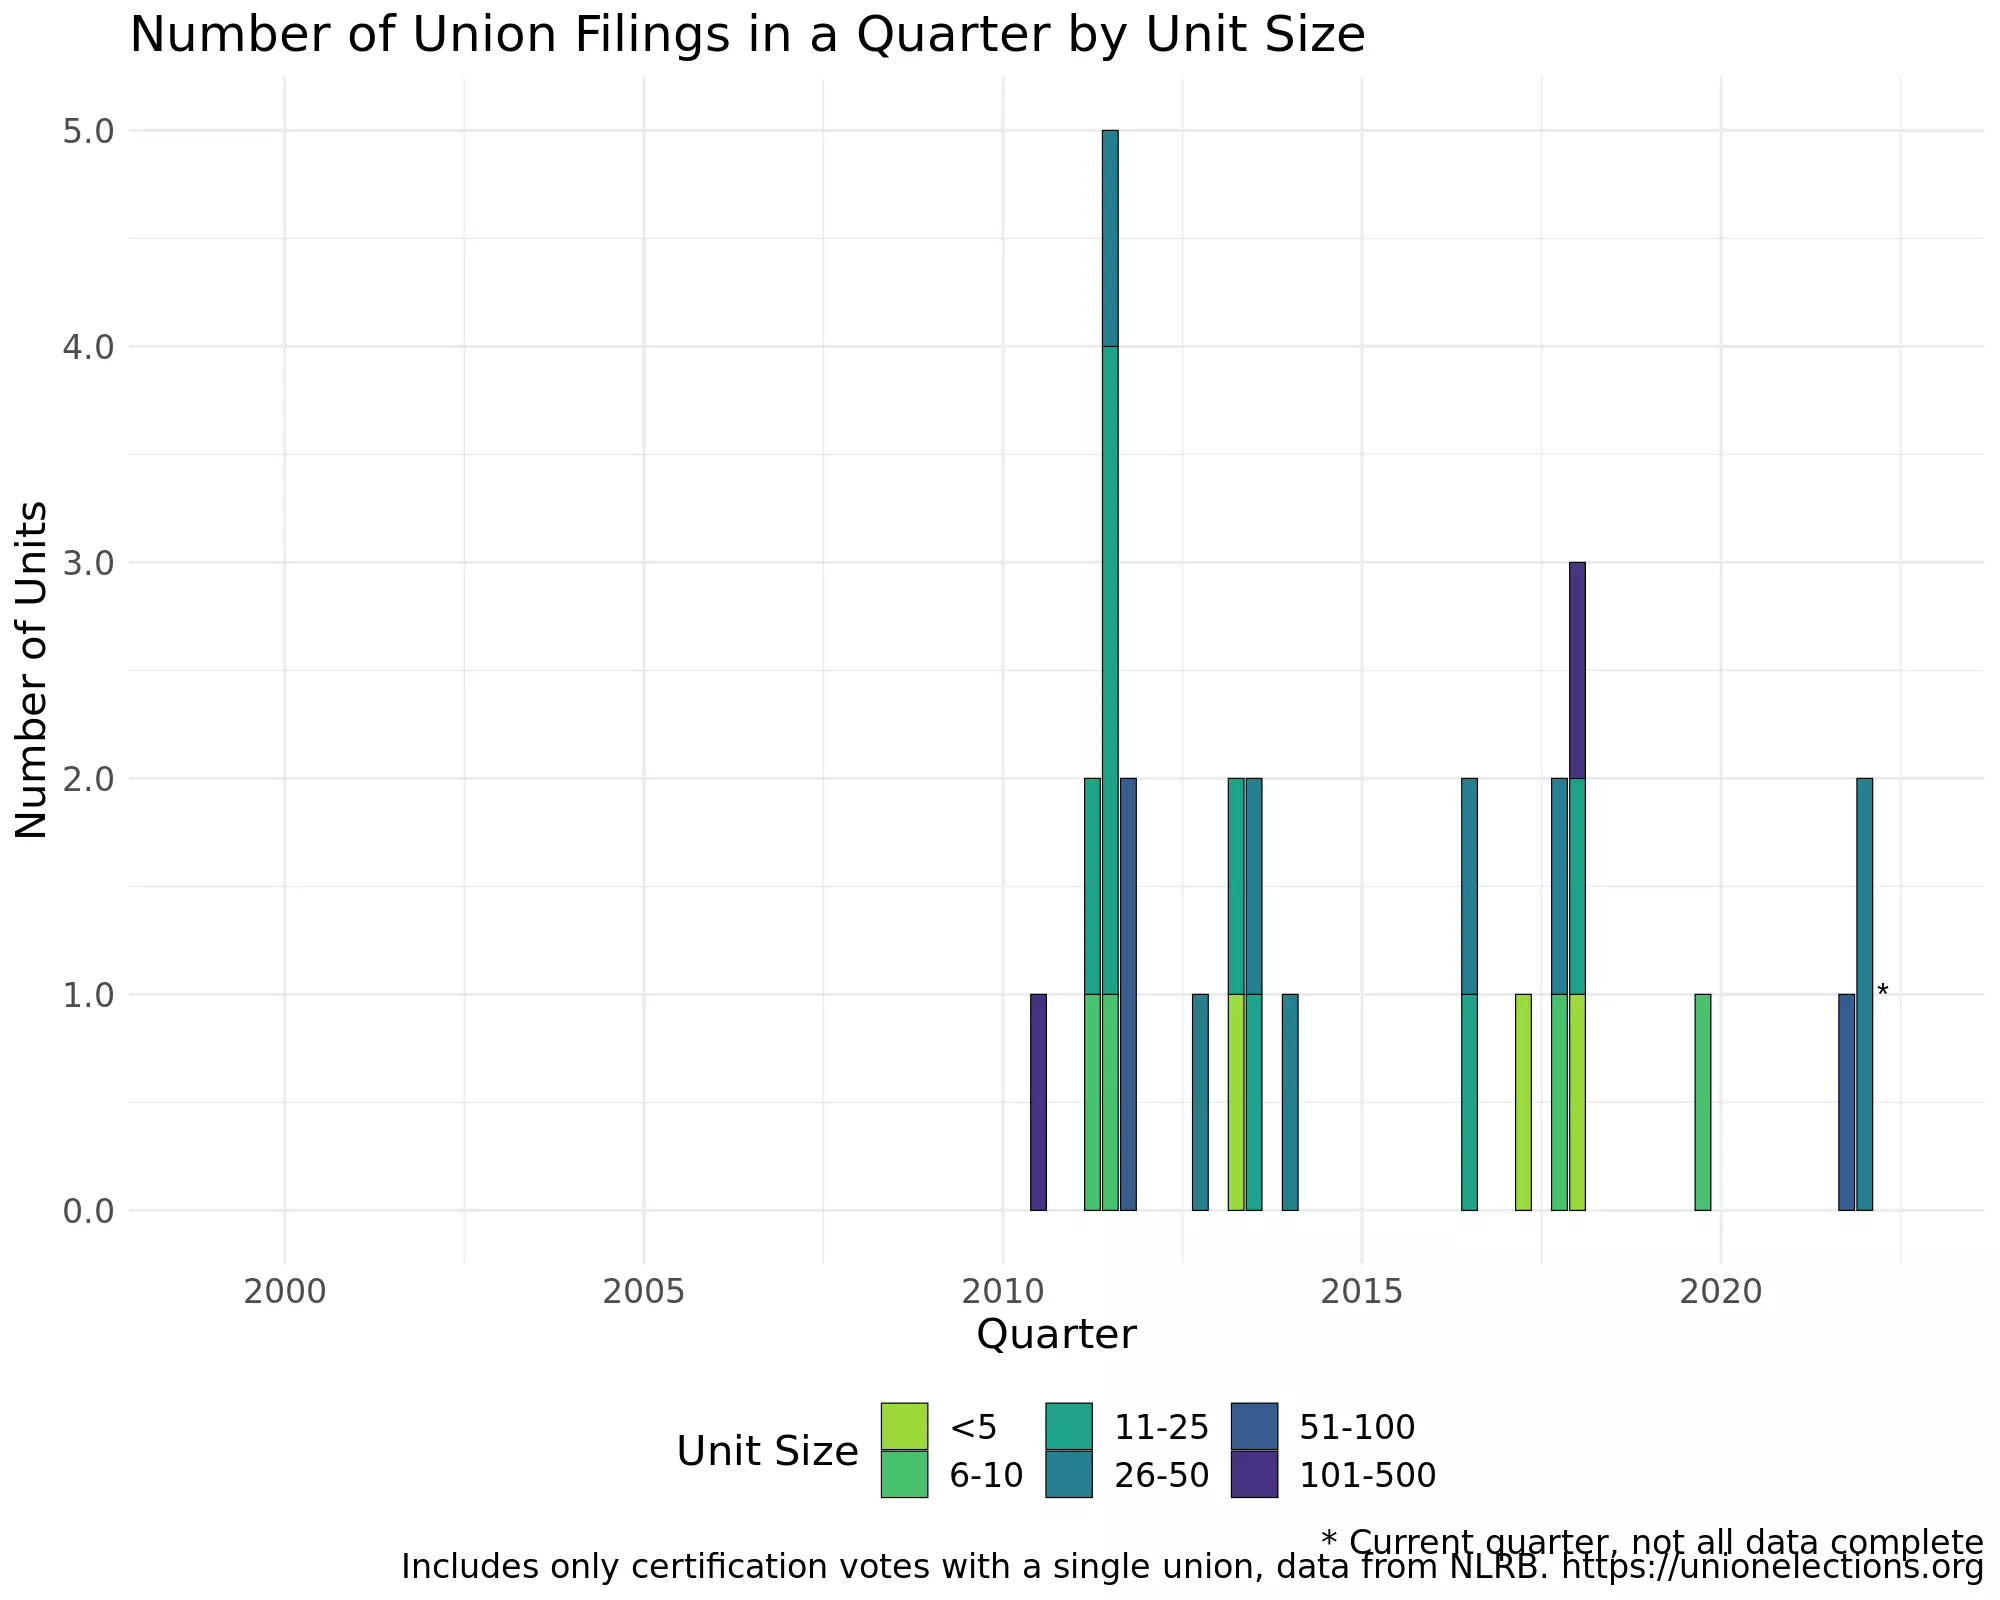 Number of Union Filings in a Quarter by Unit Size
5.0
4.0
3.0
2.0
1.0
0.0
Number of Units
*
2000 2005 2010 2015 2020
Quarter
Unit Size
<5 11-25 51-100
6-10 26-50 101-500
* Current quarter, not all data complete
Includes only certification votes with a single union, data from NLRB. https://unionelections.org